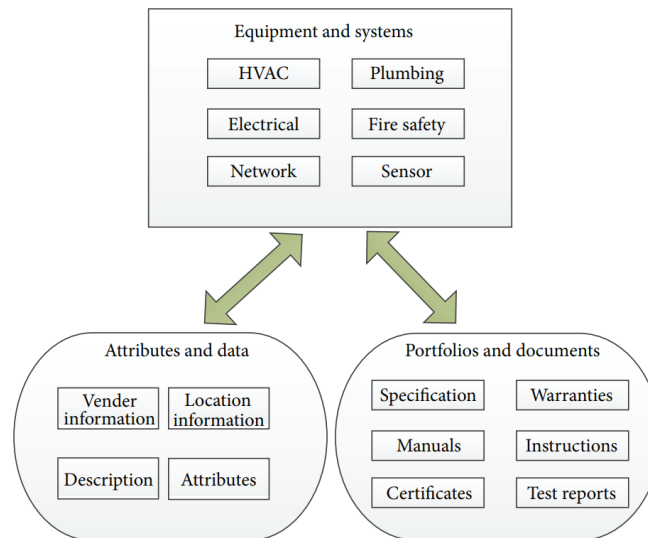 Equipment and systems
HVAC
Plumbing
Electrical
Fire safety
Network
Sensor
Attributes and data
Vender
information
Location
information
Description
Attributes
Portfolios and documents
Specification
Warranties
Manuals
Instructions
Certificates
Test reports